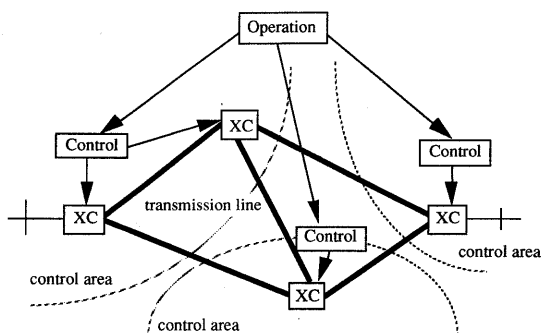 Operation
XC
Control
Control
XC
transmission line
XC
Control
control area
control area
XC
control area